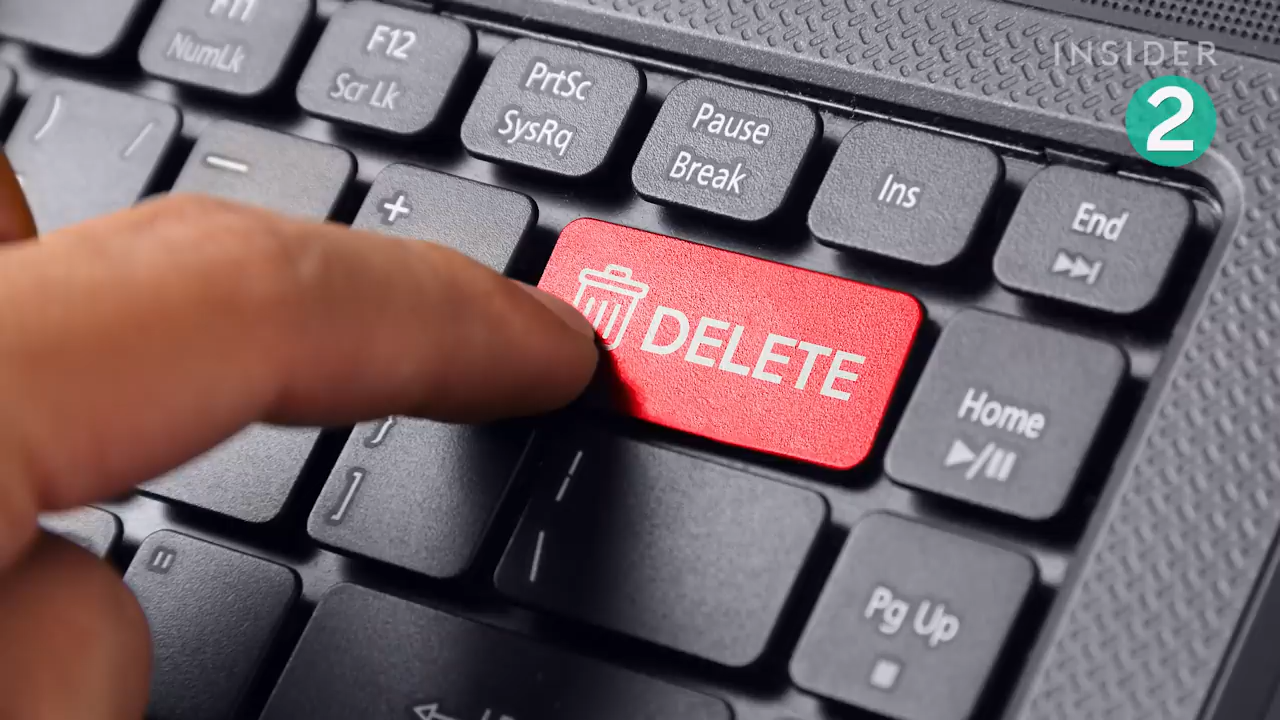 INSIDER
2
F11
NumLk
F12
Scr Lk
PrtSc
SysRq
Pause
Break
Ins
End
)
/
—
+
DELETE
Home
}
]
|
"
Pg Up